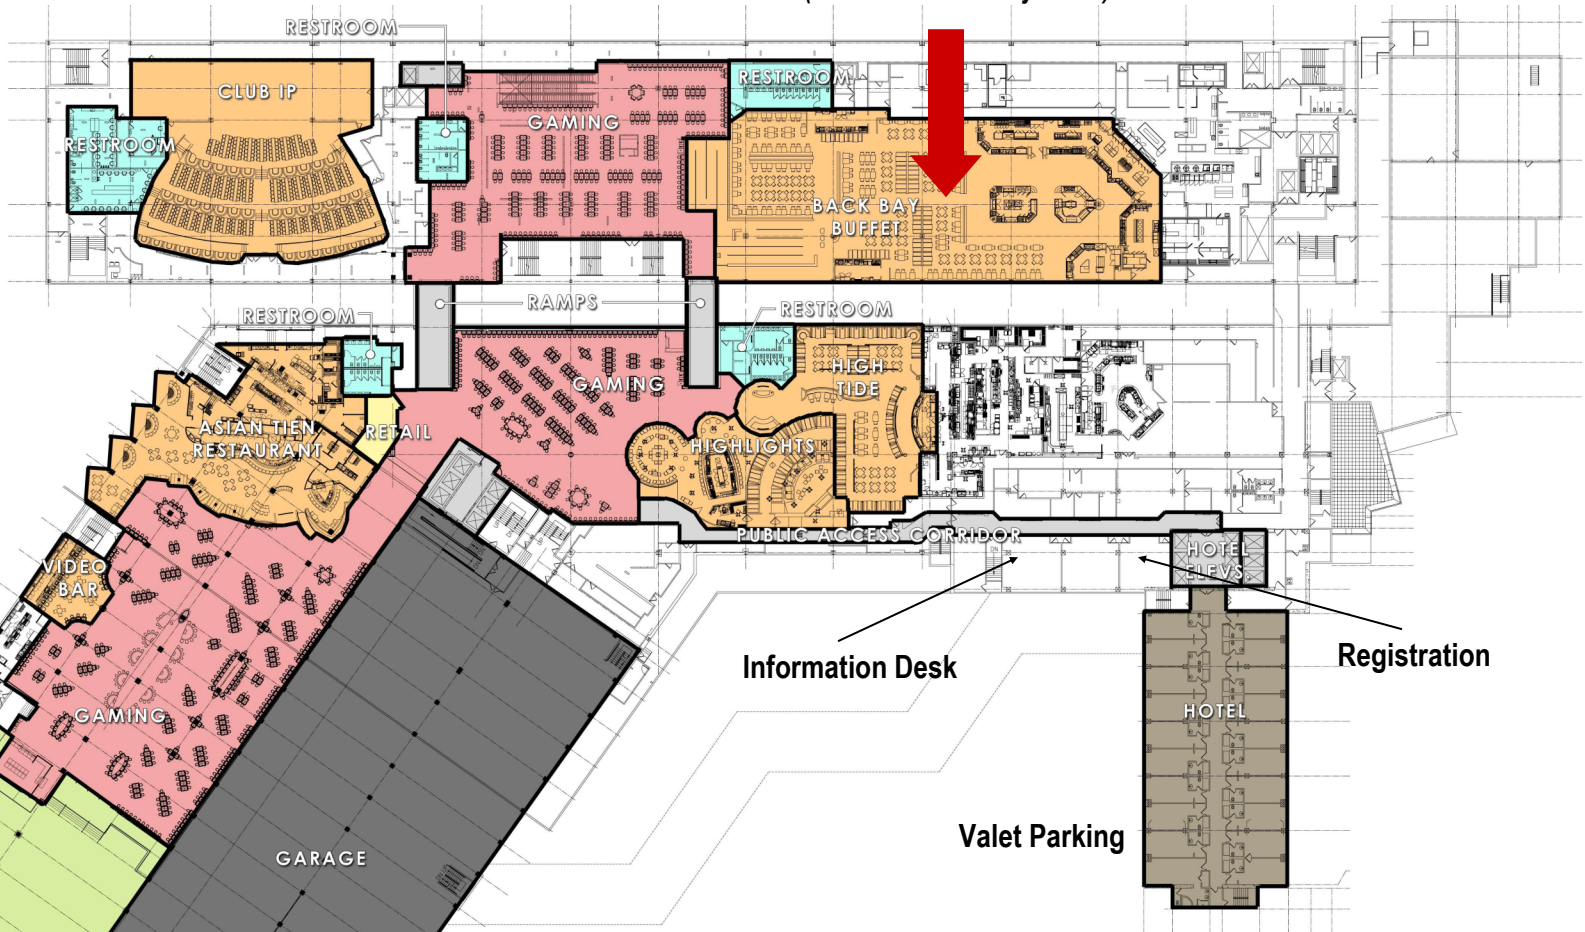 RESTROOM
CLUB IP
RESTROOM
RESTROOM
GAMING
BACK BAY
BUFFET
RAMPS
RESTROOM
RESTROOM
GAMING
HIGH
TIDE
ASIAN TIEN
RESTAURANT
RETAIL
HIGHLIGHTS
PUBLIC ACCESS CORRIDOR
HOTEL
ELEVS
VIDEO
BAR
Information Desk
Registration
GAMING
HOTEL
Valet Parking
GARAGE